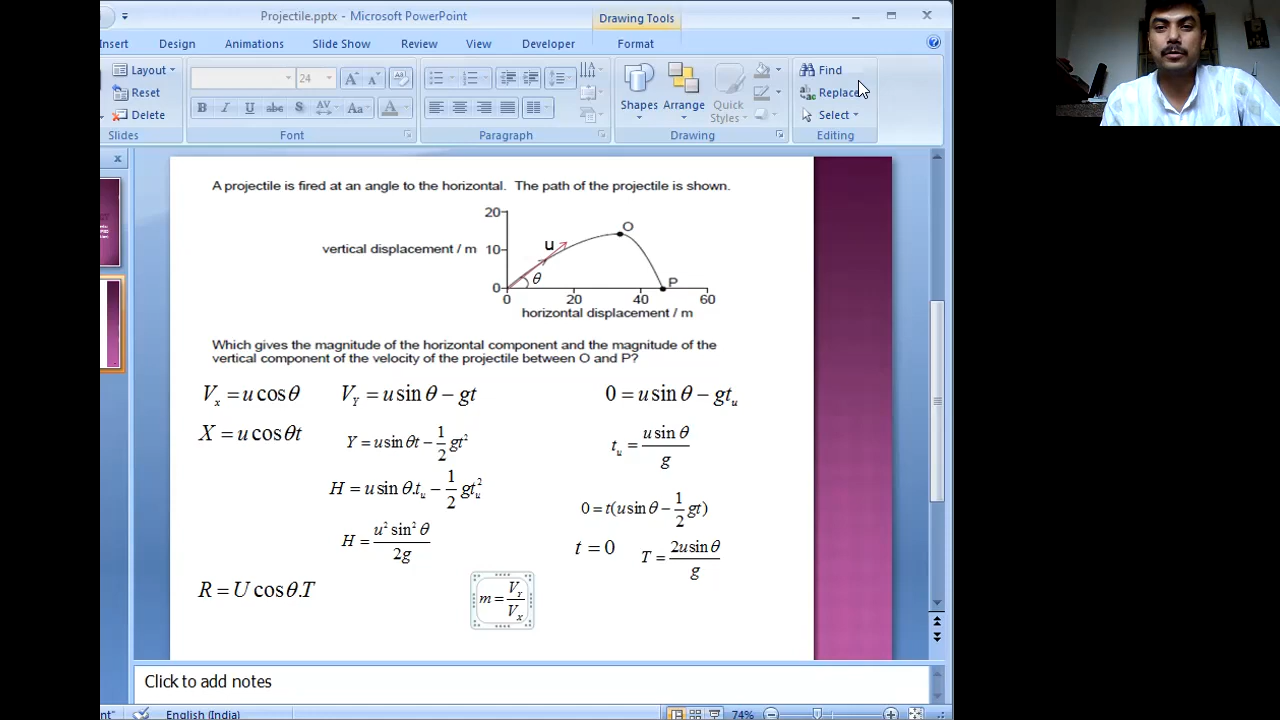 Projectile.pptx - Microsoft PowerPoint
Drawing Tools
nsert Design Animations Slide Show Review View Developer Format
Layout
Reset
Delete
Slides
24
B I U abc S AV Aa A
Font
Paragraph
Shapes
Arrange
Quick Styles
Drawing
Find
Replace
Select
Editing
A projectile is fired at an angle to the horizontal. The path of the projectile is shown.
20
vertical displacement / m 10
0
u
θ
O
P
0 20 40 60
horizontal displacement / m
Which gives the magnitude of the horizontal component and the magnitude of the
vertical component of the velocity of the projectile between O and P?
V_x = u cos θ V_Y = u sin θ − gt 0 = u sin θ − gt_u
X = u cos θt Y = u sin θt − 1/2 gt² t_u = u sin θ / g
H = u sin θ.t_u − 1/2 gt_u² 0 = t(u sin θ − 1/2 gt)
H = u² sin² θ / 2g t = 0 T = 2u sin θ / g
R = U cos θ.T m = V_Y / V_x
Click to add notes
English (India)
74%